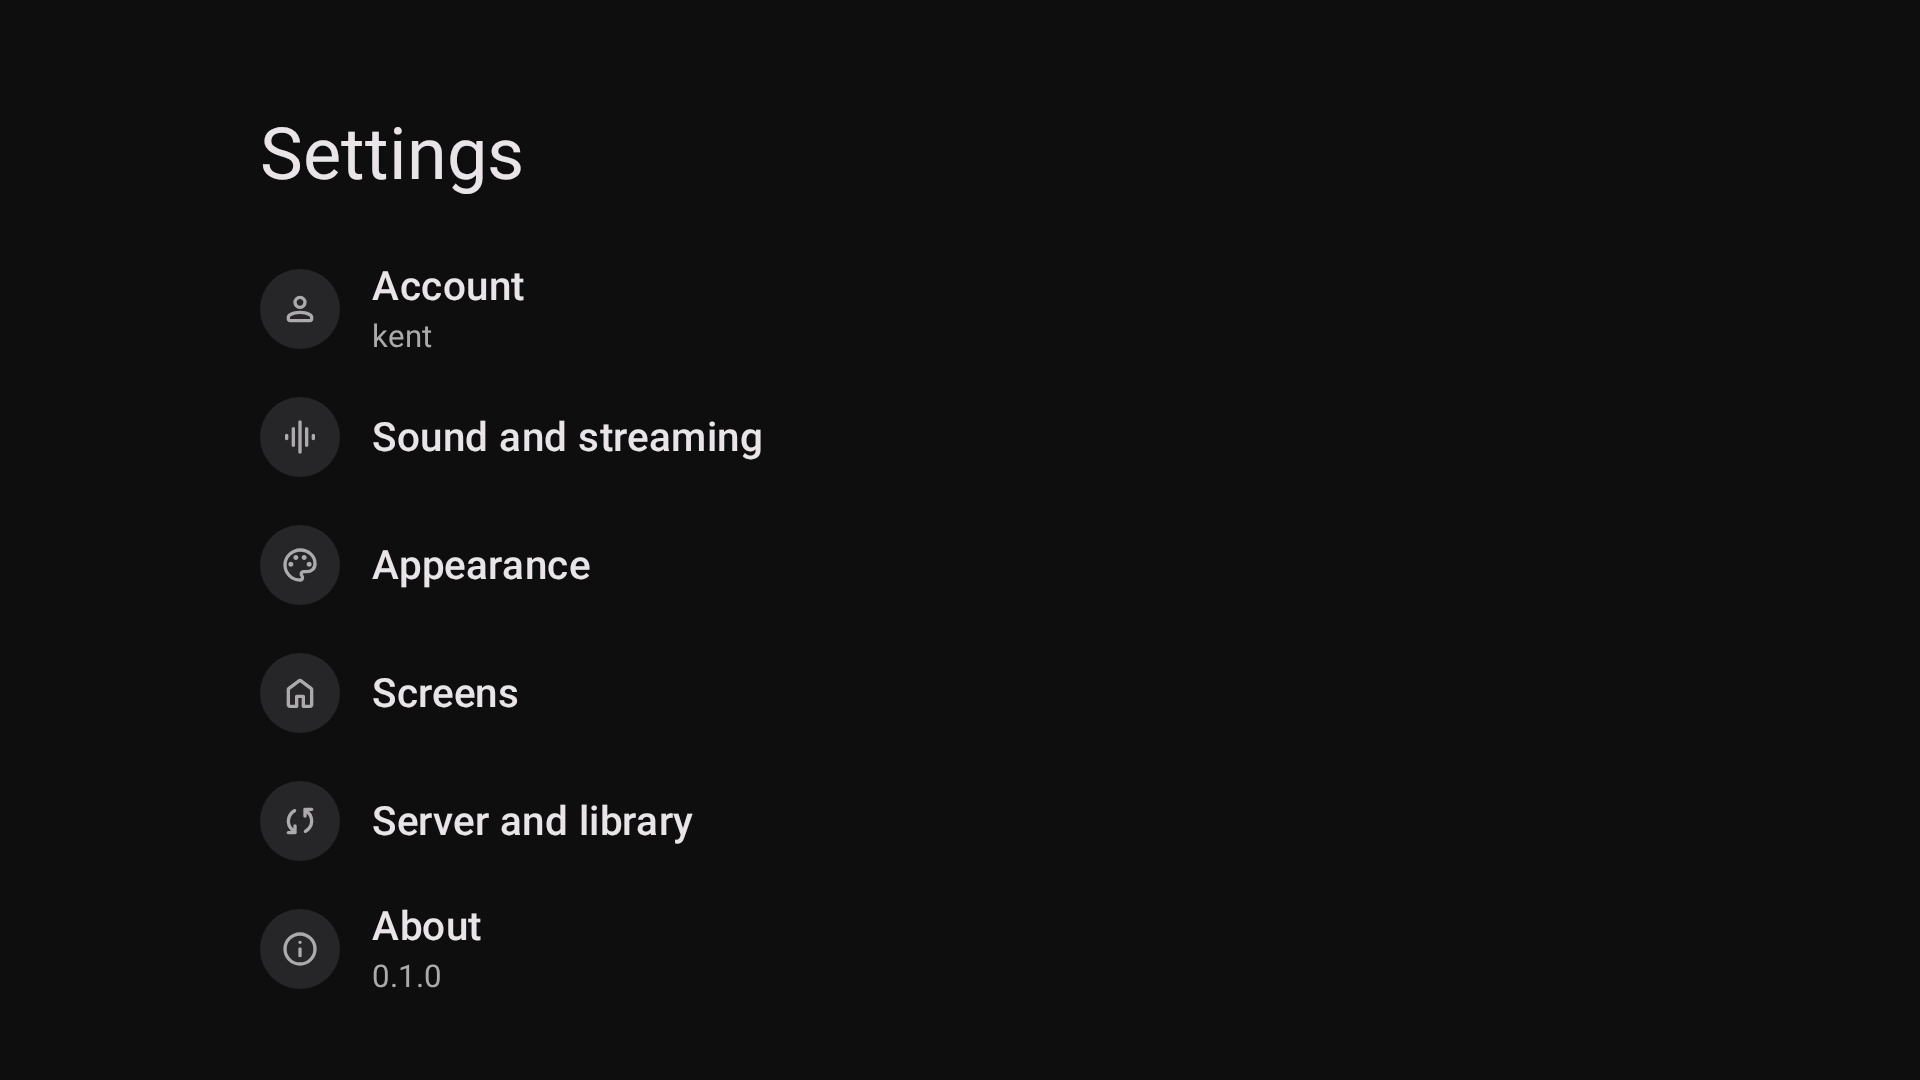 Settings
Account
kent
Sound and streaming
Appearance
Screens
Server and library
About
0.1.0